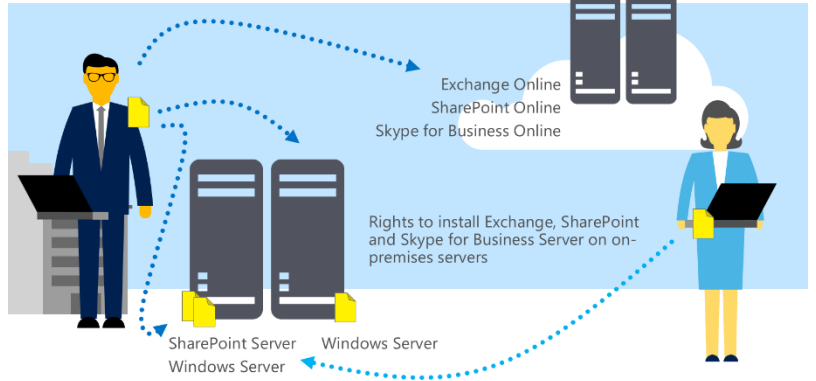 Exchange Online
SharePoint Online
Skype for Business Online
Rights to install Exchange, SharePoint
and Skype for Business Server on on-
premises servers
SharePoint Server
Windows Server
Windows Server